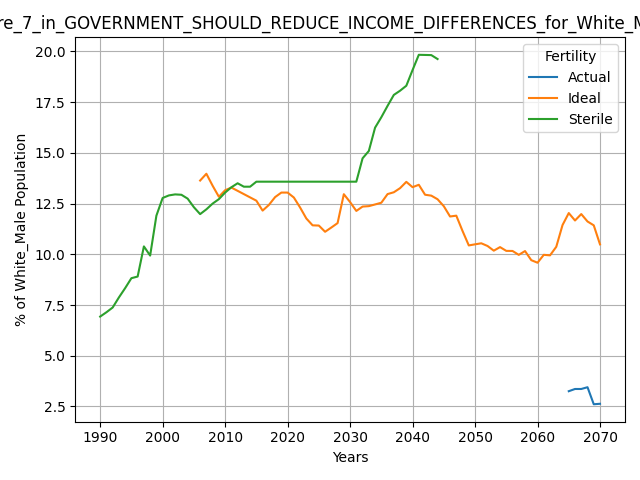 re_7_in_GOVERNMENT_SHOULD_REDUCE_INCOME_DIFFERENCES_for_White_M
Fertility
Actual
Ideal
Sterile
% of White_Male Population
20.0
17.5
15.0
12.5
10.0
7.5
5.0
2.5
1990 2000 2010 2020 2030 2040 2050 2060 2070
Years